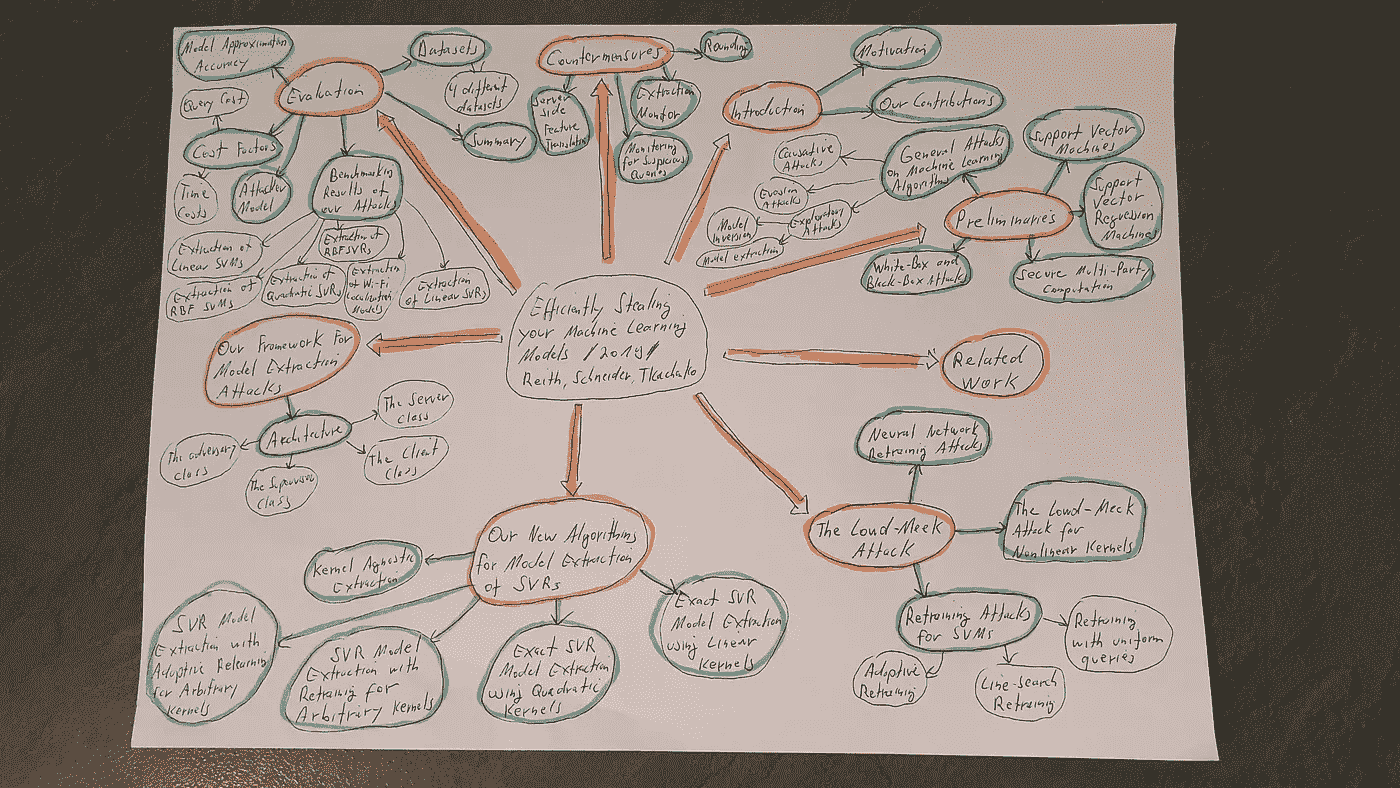 Model Approximation
Accuracy
Evaluation
Datasets
4 different
datasets
Query Cost
Cost Factors
Time
Costs
Attacker
Model
Summary
Benchmarking
Results of
our Attacks
Extraction of
Linear SVMs
Extraction of
RBF SVMs
Extraction of
RBF SVRs
Extraction of
Quadratic SVRs
Extraction
of Wi-Fi
Localization
Models
Extraction
of Linear SVRs
Countermeasures
Rounding
Server
Side
Feature
Translation
Extraction
Monitor
Monitoring
for Suspicious
Queries
Introduction
Motivation
Our Contributions
Preliminaries
Support Vector
Machines
Support
Vector
Regression
Machines
General Attacks
on Machine Learning
Algorithms
Causative
Attacks
Evasion
Attacks
Exploratory
Attacks
Model
Inversion
Model extraction
White-Box and
Black-Box Attacks
Secure Multi-Party
Computation
Efficiently Stealing
your Machine Learning
Models /2019/
Reith, Schneider, Tkachako
Related
Work
Our Framework For
Model Extraction
Attacks
Architecture
The Server
Class
The Client
Class
The Supervisor
Class
The adversary
Class
Our New Algorithms
for Model Extraction
of SVRs
Kernel Agnostic
Extraction
SVR Model
Extraction with
Adaptive Relearning
for Arbitrary
Kernels
SVR Model
Extraction with
Retraining for
Arbitrary Kernels
Exact SVR
Model Extraction
using Quadratic
Kernels
Exact SVR
Model Extraction
using Linear
Kernels
The Lowd-Meek
Attack
Neural Network
Retraining Attacks
The Lowd-Meek
Attack for
Nonlinear Kernels
Retraining Attacks
for SVMs
Retraining
with uniform
queries
Adaptive
Retraining
Line-Search
Retraining